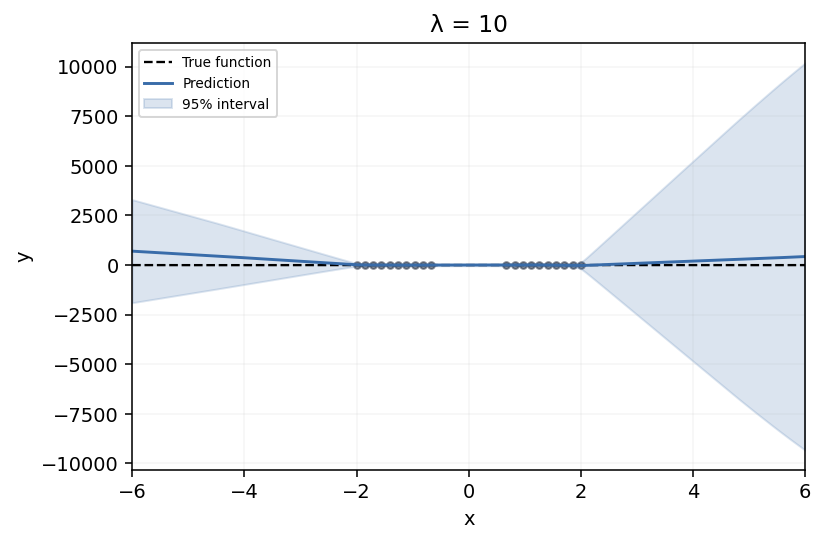 λ = 10
True function
Prediction
95% interval
10000
7500
5000
2500
0
−2500
−5000
−7500
−10000
y
−6 −4 −2 0 2 4 6
x